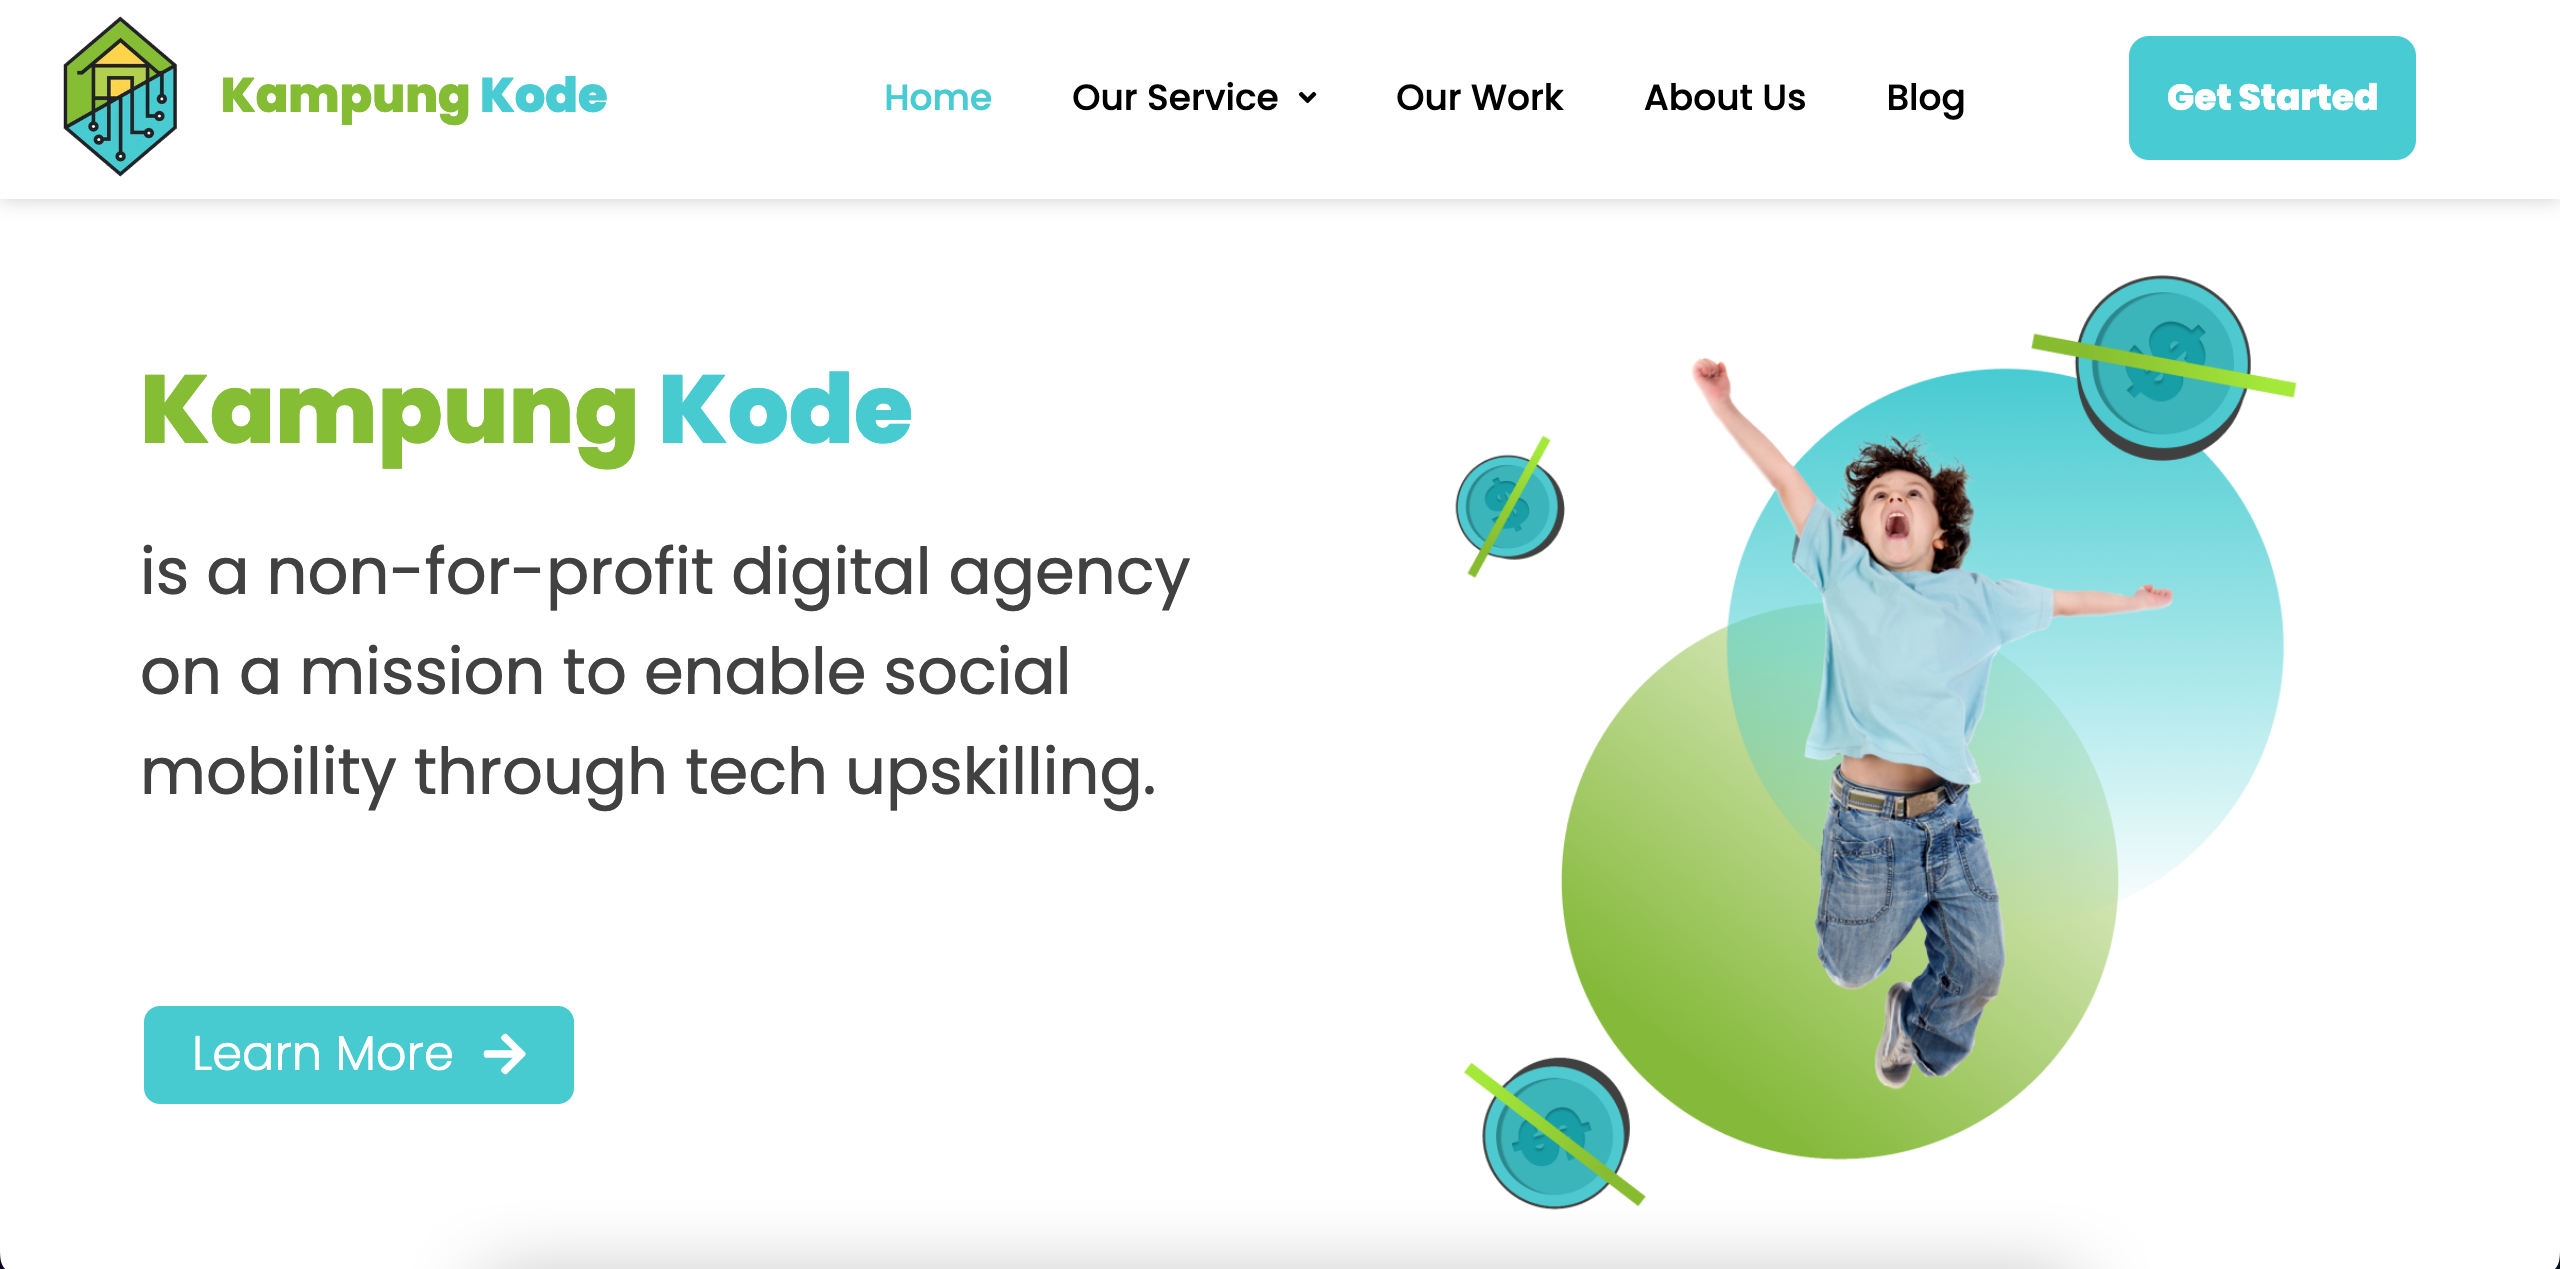 Kampung Kode
Home
Our Service
Our Work
About Us
Blog
Get Started
Kampung Kode
is a non-for-profit digital agency
on a mission to enable social
mobility through tech upskilling.
Learn More
$
$
$